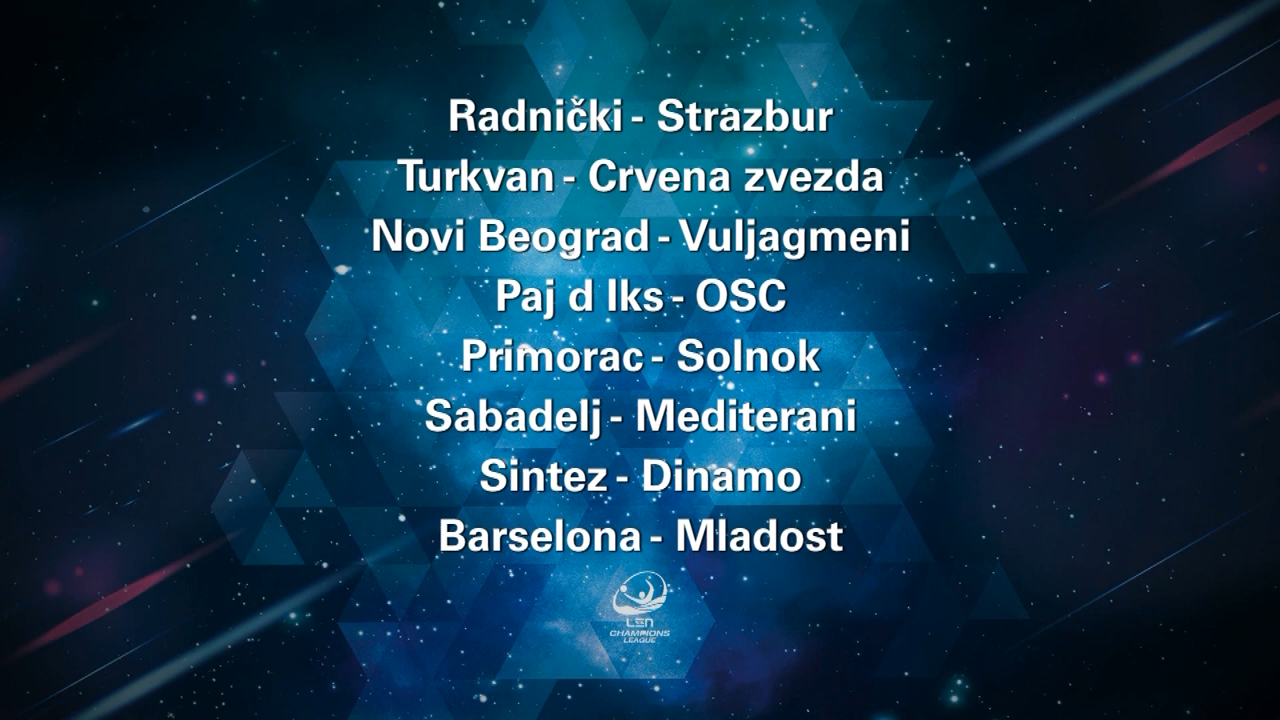 Radnički - Strazbur
Turkvan - Crvena zvezda
Novi Beograd - Vuljagmeni
Paj d Iks - OSC
Primorac - Solnok
Sabadelj - Mediterani
Sintez - Dinamo
Barselona - Mladost
LEN
CHAMPIONS
LEAGUE